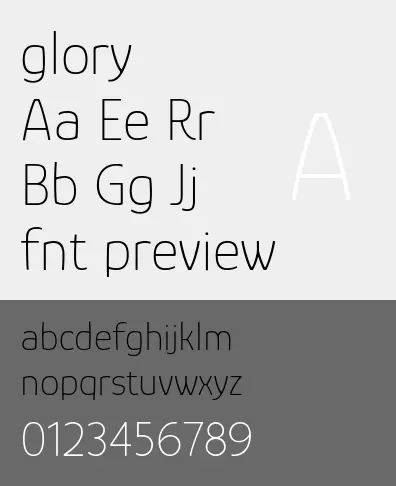 glory
Aa Ee Rr
A
Bb Gg Jj
fnt preview
abcdefghijklm
nopqrstuvwxyz
0123456789